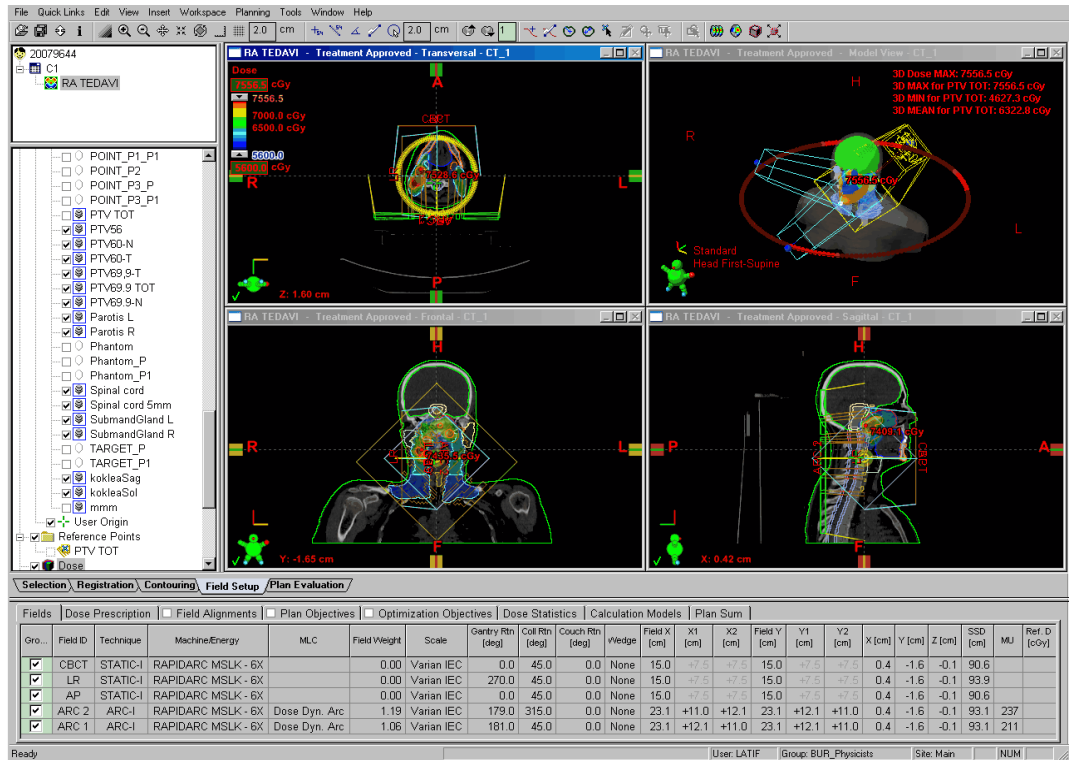 File Quick Links Edit View Insert Workspace Planning Tools Window Help
2.0 cm 2.0 cm 1
20079644
C1
RA TEDAVI
POINT_P1_P1
POINT_P2
POINT_P3_P
POINT_P3_P1
PTV TOT
PTV56
PTV60-N
PTV60-T
PTV69,9-T
PTV69.9 TOT
PTV69.9-N
Parotis L
Parotis R
Phantom
Phantom_P
Phantom_P1
Spinal cord
Spinal cord 5mm
SubmandGland L
SubmandGland R
TARGET_P
TARGET_P1
kokleaSag
kokleaSol
mmm
User Origin
Reference Points
PTV TOT
Dose
RA TEDAVI - Treatment Approved - Transversal - CT_1
Dose
7556.5 cGy
7556.5
7000.0 cGy
6500.0 cGy
5600.0
5600.0 cGy
A
CBCT
R
L
P
Z: 1.60 cm
RA TEDAVI - Treatment Approved - Model View - CT_1
3D Dose MAX: 7556.5 cGy
3D MAX for PTV TOT: 7556.5 cGy
3D MIN for PTV TOT: 4627.3 cGy
3D MEAN for PTV TOT: 6322.8 cGy
H
R
L
F
7556.5 cGy
Standard
Head First-Supine
RA TEDAVI - Treatment Approved - Frontal - CT_1
H
R
L
F
Y: -1.65 cm
RA TEDAVI - Treatment Approved - Sagittal - CT_1
H
P
A
F
7409.1 cGy
CBCT
X: 0.42 cm
Selection Registration Contouring Field Setup Plan Evaluation
Fields Dose Prescription Field Alignments Plan Objectives Optimization Objectives Dose Statistics Calculation Models Plan Sum
Gro... Field ID Technique Machine/Energy MLC Field Weight Scale Gantry Rtn [deg] Coll Rtn [deg] Couch Rtn [deg] Wedge Field X [cm] X1 [cm] X2 [cm] Field Y [cm] Y1 [cm] Y2 [cm] X [cm] Y [cm] Z [cm] SSD [cm] MU Ref. D [cGy]
CBCT STATIC-I RAPIDARC MSLK - 6X 0.00 Varian IEC 0.0 45.0 0.0 None 15.0 +7.5 +7.5 15.0 +7.5 +7.5 0.4 -1.6 -0.1 90.6
LR STATIC-I RAPIDARC MSLK - 6X 0.00 Varian IEC 270.0 45.0 0.0 None 15.0 +7.5 +7.5 15.0 +7.5 +7.5 0.4 -1.6 -0.1 93.9
AP STATIC-I RAPIDARC MSLK - 6X 0.00 Varian IEC 0.0 45.0 0.0 None 15.0 +7.5 +7.5 15.0 +7.5 +7.5 0.4 -1.6 -0.1 90.6
ARC 2 ARC-I RAPIDARC MSLK - 6X Dose Dyn. Arc 1.19 Varian IEC 179.0 315.0 0.0 None 23.1 +11.0 +12.1 23.1 +12.1 +11.0 0.4 -1.6 -0.1 93.1 237
ARC 1 ARC-I RAPIDARC MSLK - 6X Dose Dyn. Arc 1.06 Varian IEC 181.0 45.0 0.0 None 23.1 +12.1 +11.0 23.1 +12.1 +11.0 0.4 -1.6 -0.1 93.1 211
Ready User: LATIF Group: BUR_Physicists Site: Main NUM